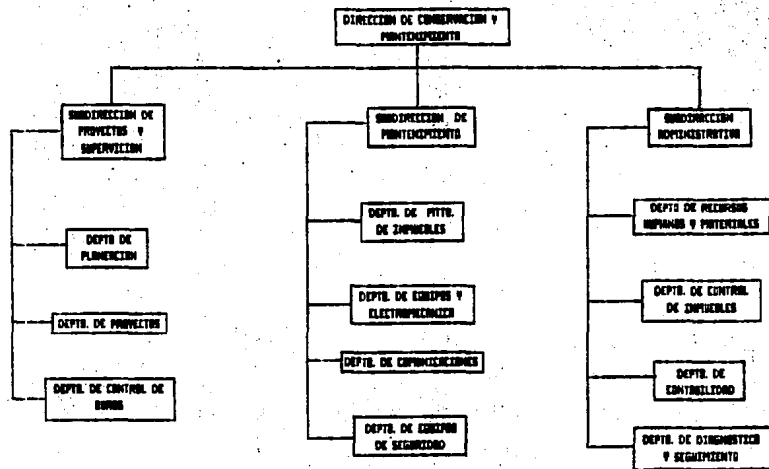 DIRECCION DE CONSERVACION Y
MANTENIMIENTO
SUBDIRECCION DE
PROYECTOS Y
SUPERVICION
SUBDIRECCION DE
MANTENIMIENTO
SUBDIRECCION
ADMINISTRATIVA
DEPTO DE
PLANEACION
DEPTO. DE PROYECTOS
DEPTO. DE CONTROL DE
OBRAS
DEPTO. DE MTTO.
DE INMUEBLES
DEPTO. DE EQUIPOS Y
ELECTROMECANICA
DEPTO. DE COMUNICACIONES
DEPTO. DE EQUIPOS
DE SEGURIDAD
DEPTO DE RECURSOS
HUMANOS Y MATERIALES
DEPTO. DE CONTROL
DE INMUEBLES
DEPTO. DE
CONTABILIDAD
DEPTO. DE DIAGNOSTICO
Y SEGUIMIENTO